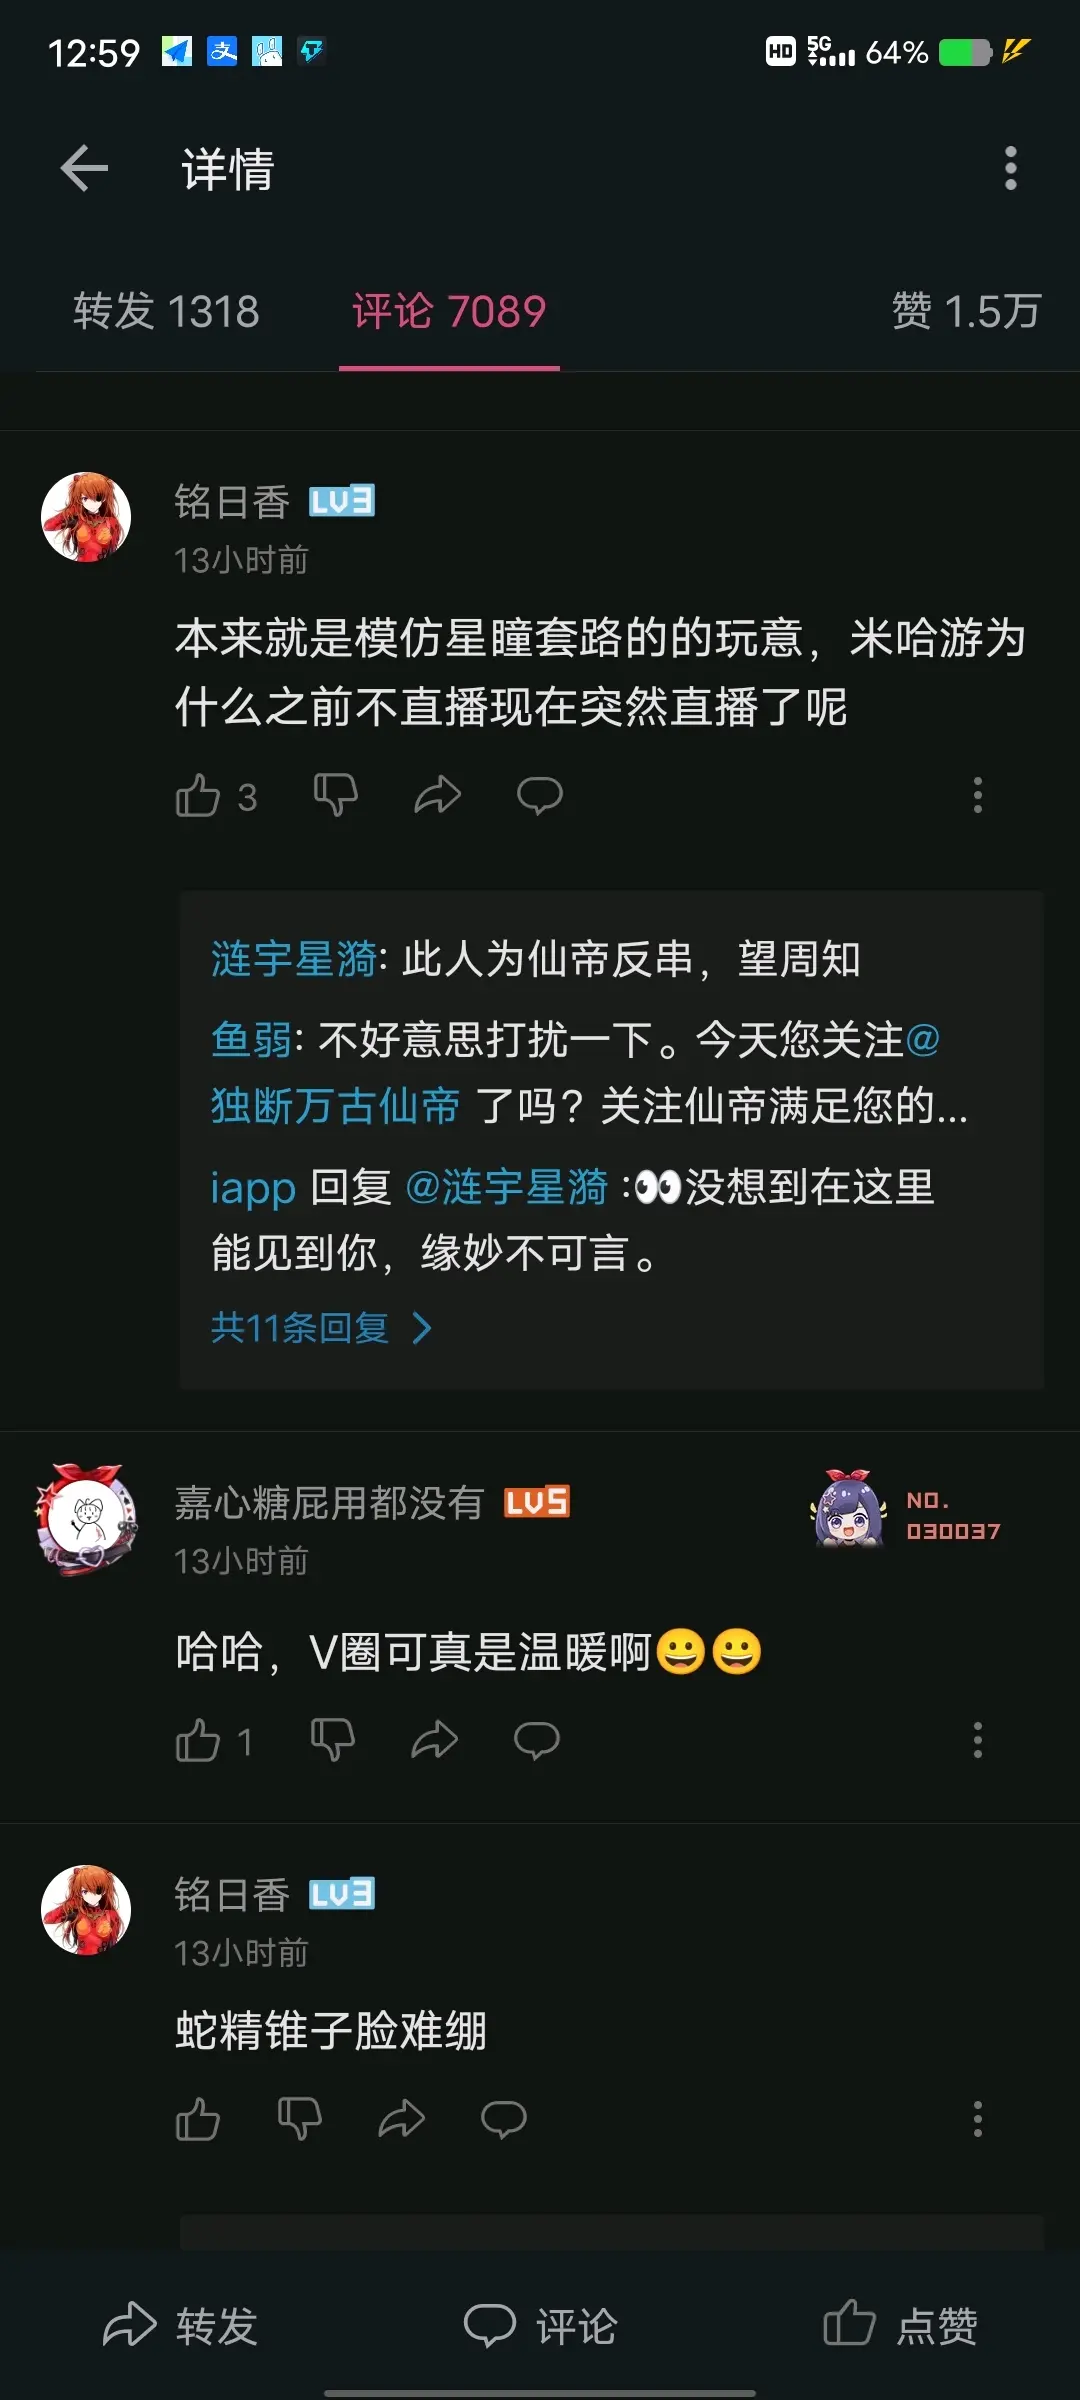 12:59
HD 5G 64%
详情
转发 1318 评论 7089 赞 1.5万
铭日香 LV3
13小时前
本来就是模仿星瞳套路的的玩意，米哈游为
什么之前不直播现在突然直播了呢
3
涟宇星漪: 此人为仙帝反串，望周知
鱼弱: 不好意思打扰一下。今天您关注@
独断万古仙帝 了吗？关注仙帝满足您的...
iapp 回复 @涟宇星漪 :👀没想到在这里
能见到你，缘妙不可言。
共11条回复
嘉心糖屁用都没有 LV5
NO.
030037
13小时前
哈哈，V圈可真是温暖啊😀😀
1
铭日香 LV3
13小时前
蛇精锥子脸难绷
转发 评论 点赞